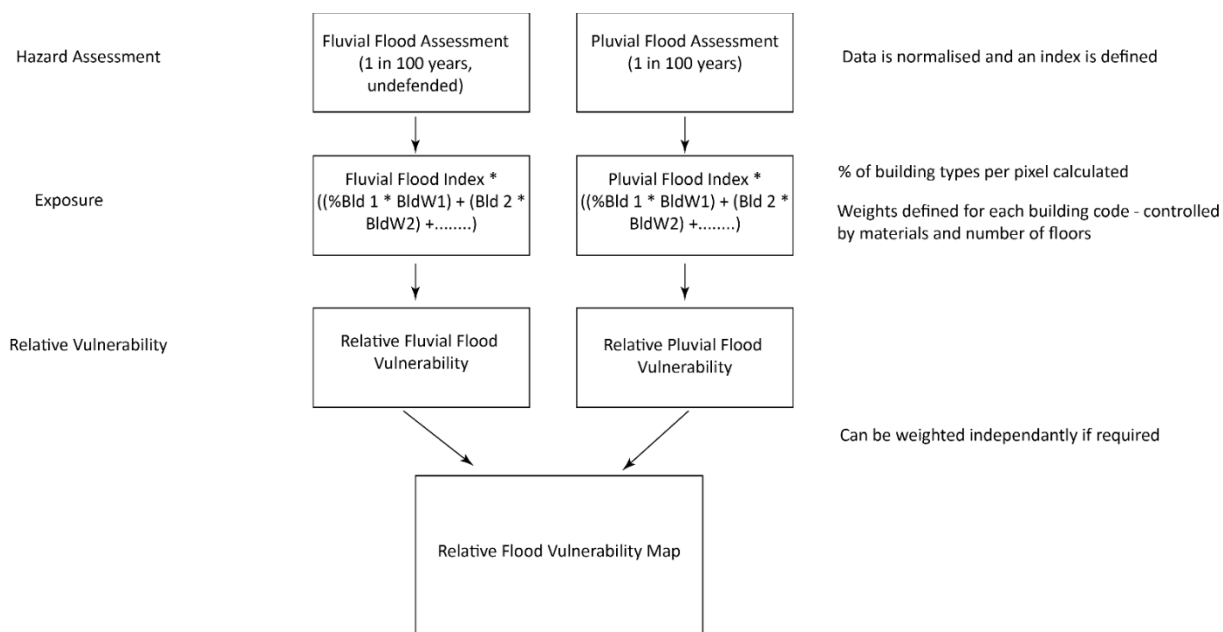 Hazard Assessment
Fluvial Flood Assessment
(1 in 100 years,
undefended)
Pluvial Flood Assessment
(1 in 100 years)
Data is normalised and an index is defined
Exposure
Fluvial Flood Index *
((%Bld 1 * BldW1) + (Bld 2 *
BldW2) +........)
Pluvial Flood Index *
((%Bld 1 * BldW1) + (Bld 2 *
BldW2) +........)
% of building types per pixel calculated
Weights defined for each building code - controlled
by materials and number of floors
Relative Vulnerability
Relative Fluvial Flood
Vulnerability
Relative Pluvial Flood
Vulnerability
Can be weighted independantly if required
Relative Flood Vulnerability Map